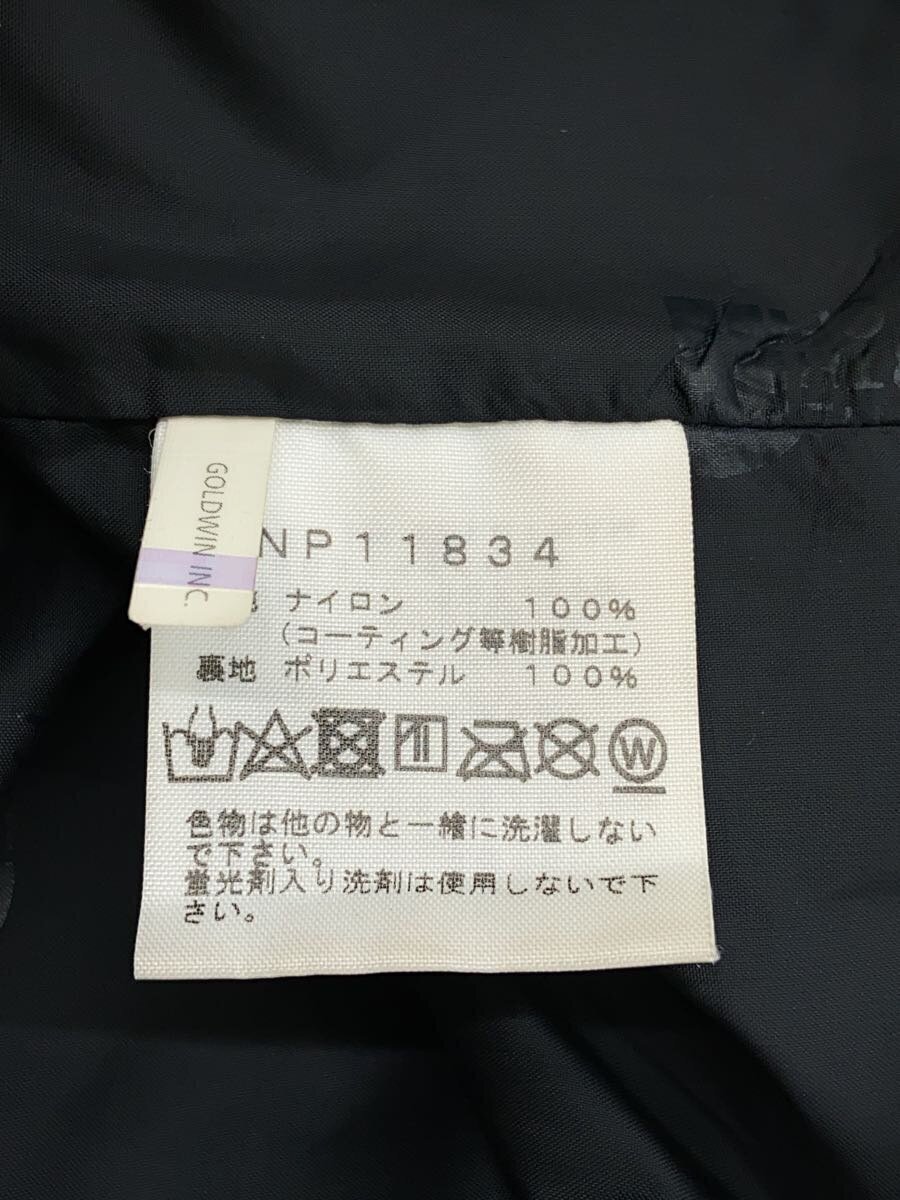 GOLDWIN INC.
NP11834
ナイロン 100%
(コーティング等樹脂加工)
裏地 ポリエステル 100%
W
色物は他の物と一緒に洗濯しない
で下さい。
蛍光剤入り洗剤は使用しないで下
さい。